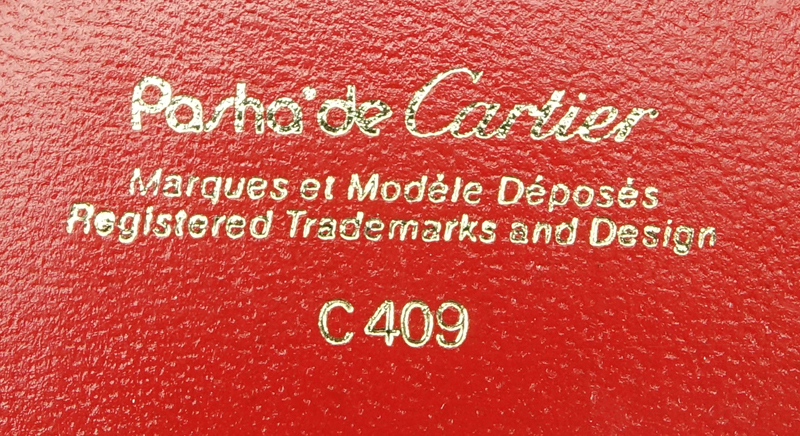 Pasha de Cartier
Marques et Modèle Déposés
Registered Trademarks and Design
C 409